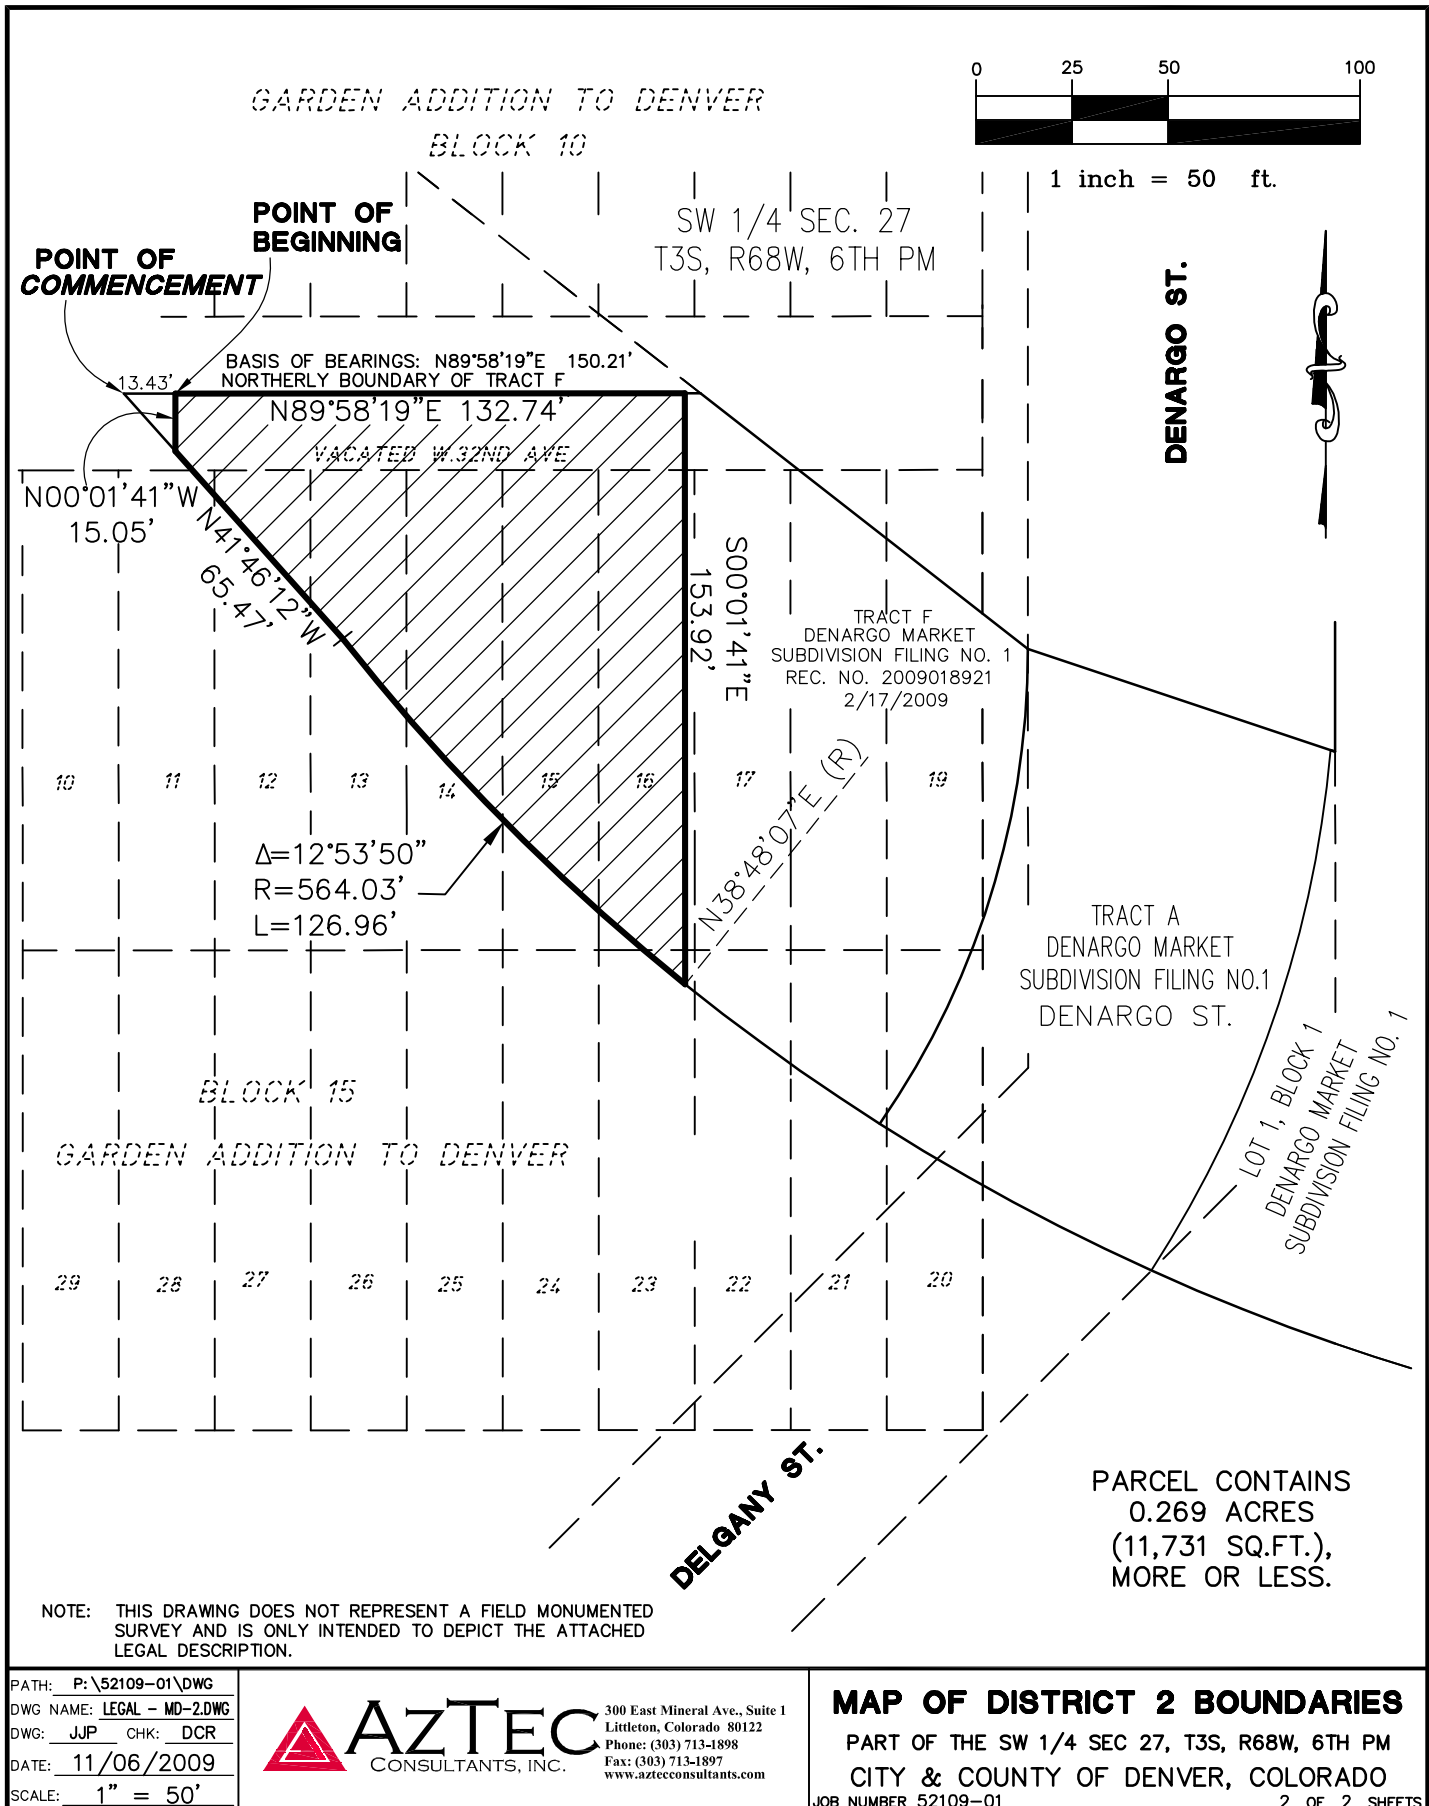 0 25 50 100
1 inch = 50 ft.
GARDEN ADDITION TO DENVER
BLOCK 10
SW 1/4 SEC. 27
T3S, R68W, 6TH PM
POINT OF
BEGINNING
POINT OF
COMMENCEMENT
DENARGO ST.
BASIS OF BEARINGS: N89°58'19"E 150.21'
NORTHERLY BOUNDARY OF TRACT F
13.43'
N89°58'19"E 132.74'
VACATED W.32ND AVE
N00°01'41"W
15.05'
N41°46'12"W
65.47'
S00°01'41"E
153.92'
TRACT F
DENARGO MARKET
SUBDIVISION FILING NO. 1
REC. NO. 2009018921
2/17/2009
N38°48'07"E (R)
10 11 12 13 14 15 16 17 19
Δ=12°53'50"
R=564.03'
L=126.96'
TRACT A
DENARGO MARKET
SUBDIVISION FILING NO.1
DENARGO ST.
LOT 1, BLOCK 1
DENARGO MARKET
SUBDIVISION FILING NO. 1
BLOCK 15
GARDEN ADDITION TO DENVER
29 28 27 26 25 24 23 22 21 20
DELGANY ST.
PARCEL CONTAINS
0.269 ACRES
(11,731 SQ.FT.),
MORE OR LESS.
NOTE: THIS DRAWING DOES NOT REPRESENT A FIELD MONUMENTED
SURVEY AND IS ONLY INTENDED TO DEPICT THE ATTACHED
LEGAL DESCRIPTION.
PATH: P:\52109-01\DWG
DWG NAME: LEGAL - MD-2.DWG
DWG: JJP CHK: DCR
DATE: 11/06/2009
SCALE: 1" = 50'
AZTEC
CONSULTANTS, INC.
300 East Mineral Ave., Suite 1
Littleton, Colorado 80122
Phone: (303) 713-1898
Fax: (303) 713-1897
www.aztecconsultants.com
MAP OF DISTRICT 2 BOUNDARIES
PART OF THE SW 1/4 SEC 27, T3S, R68W, 6TH PM
CITY & COUNTY OF DENVER, COLORADO
JOB NUMBER 52109-01 2 OF 2 SHEETS